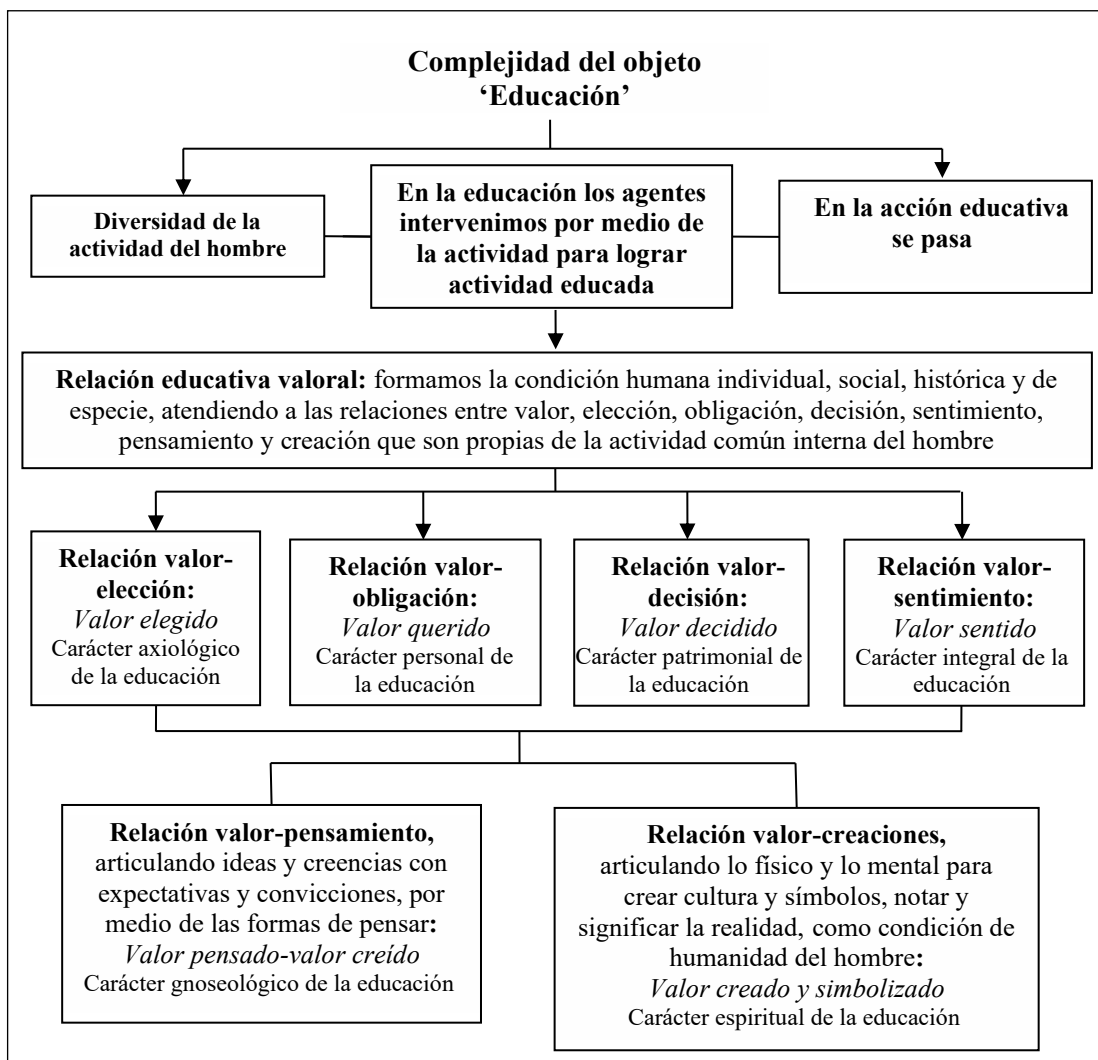 Complejidad del objeto
‘Educación’
Diversidad de la
actividad del hombre
En la educación los agentes
intervenimos por medio de
la actividad para lograr
actividad educada
En la acción educativa
se pasa
Relación educativa valoral: formamos la condición humana individual, social, histórica y de
especie, atendiendo a las relaciones entre valor, elección, obligación, decisión, sentimiento,
pensamiento y creación que son propias de la actividad común interna del hombre
Relación valor-
elección:
Valor elegido
Carácter axiológico
de la educación
Relación valor-
obligación:
Valor querido
Carácter personal de
la educación
Relación valor-
decisión:
Valor decidido
Carácter patrimonial de
la educación
Relación valor-
sentimiento:
Valor sentido
Carácter integral de la
educación
Relación valor-pensamiento,
articulando ideas y creencias con
expectativas y convicciones, por
medio de las formas de pensar:
Valor pensado-valor creído
Carácter gnoseológico de la educación
Relación valor-creaciones,
articulando lo físico y lo mental para
crear cultura y símbolos, notar y
significar la realidad, como condición de
humanidad del hombre:
Valor creado y simbolizado
Carácter espiritual de la educación